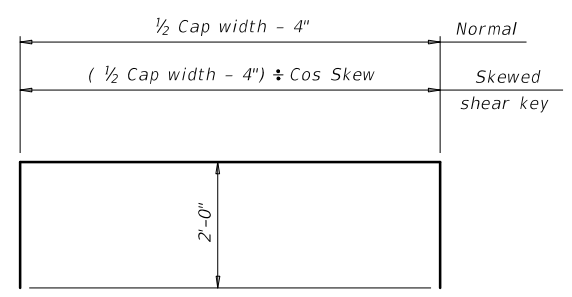 ½ Cap width - 4" Normal
( ½ Cap width - 4") ÷ Cos Skew Skewed
shear key
2'-0"